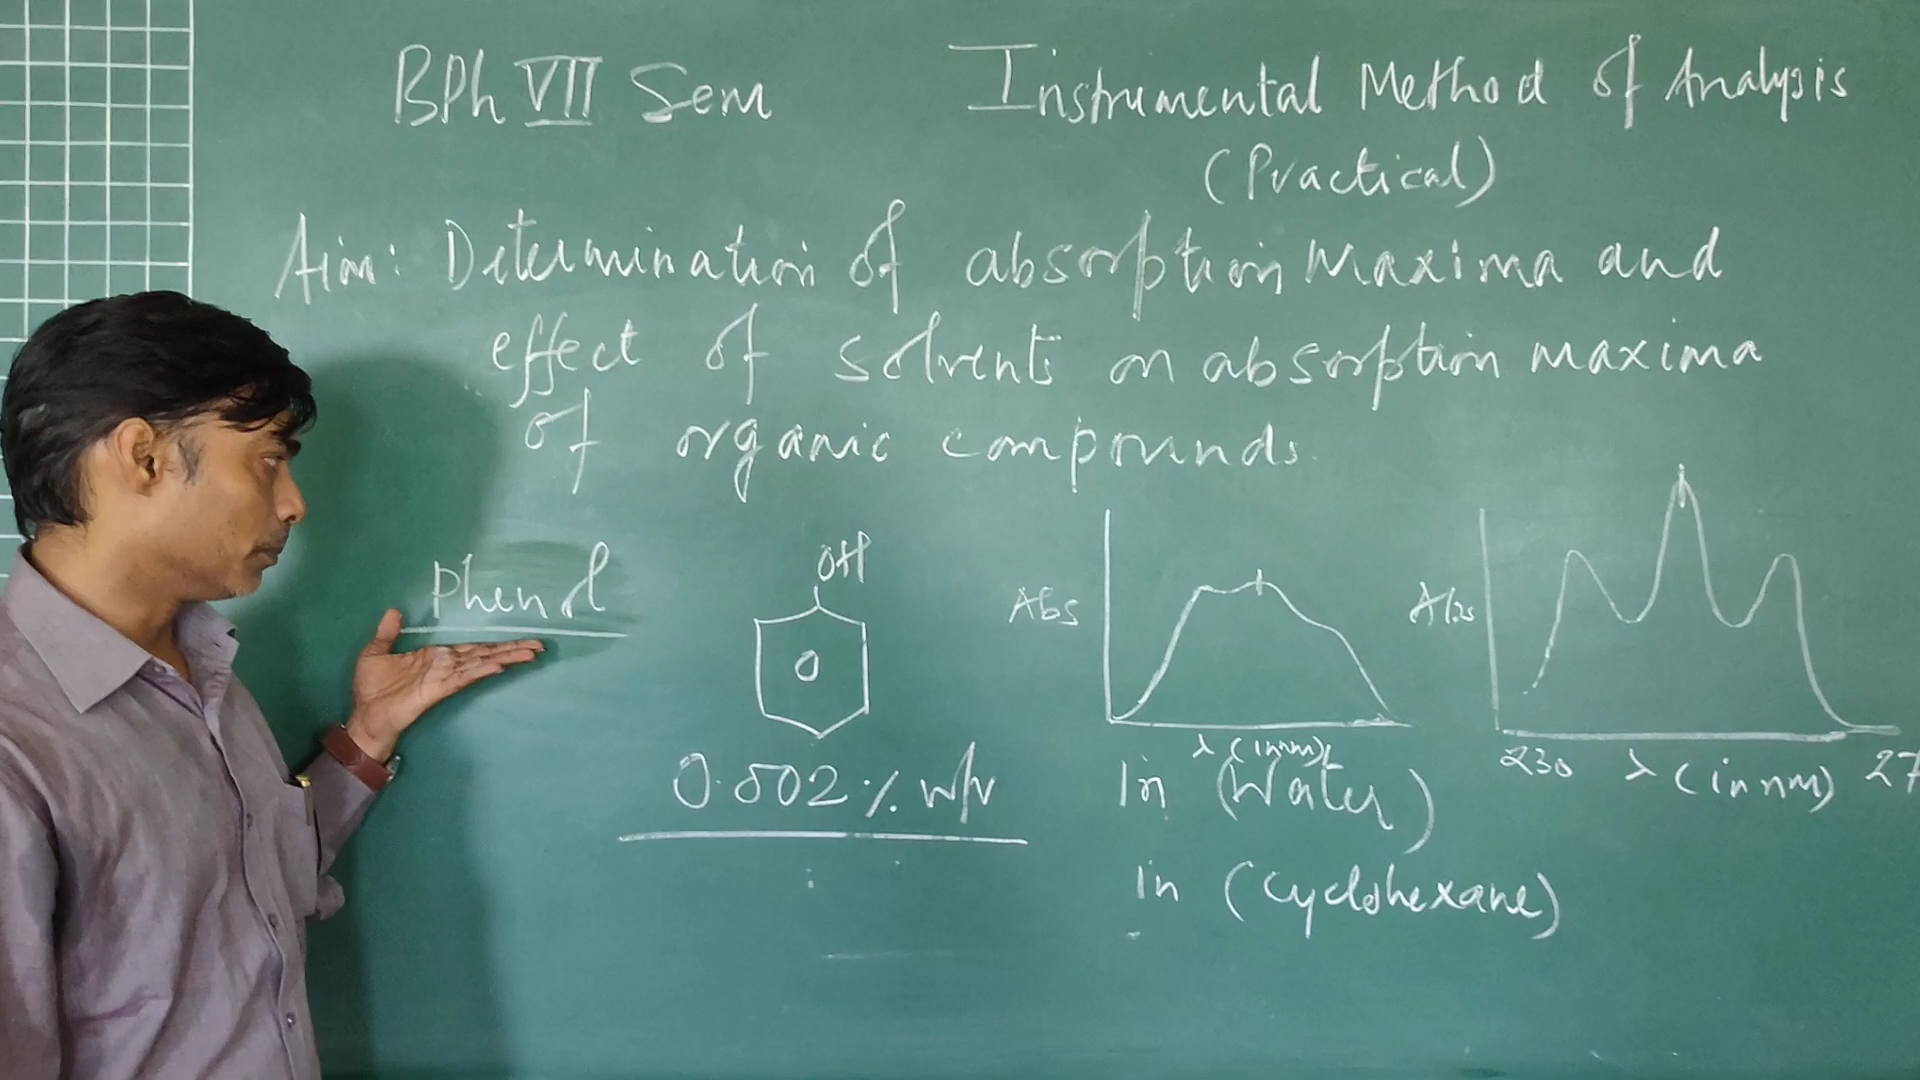 BPh VII Sem
Instrumental Method of Analysis
(Practical)
Aim: Determination of absorption maxima and
effect of solvents on absorption maxima
of organic compounds.
Phenol
OH
0.002 % w/v
Abs
λ (in nm)
In (Water)
In (cyclohexane)
Abs
230 λ (in nm) 27